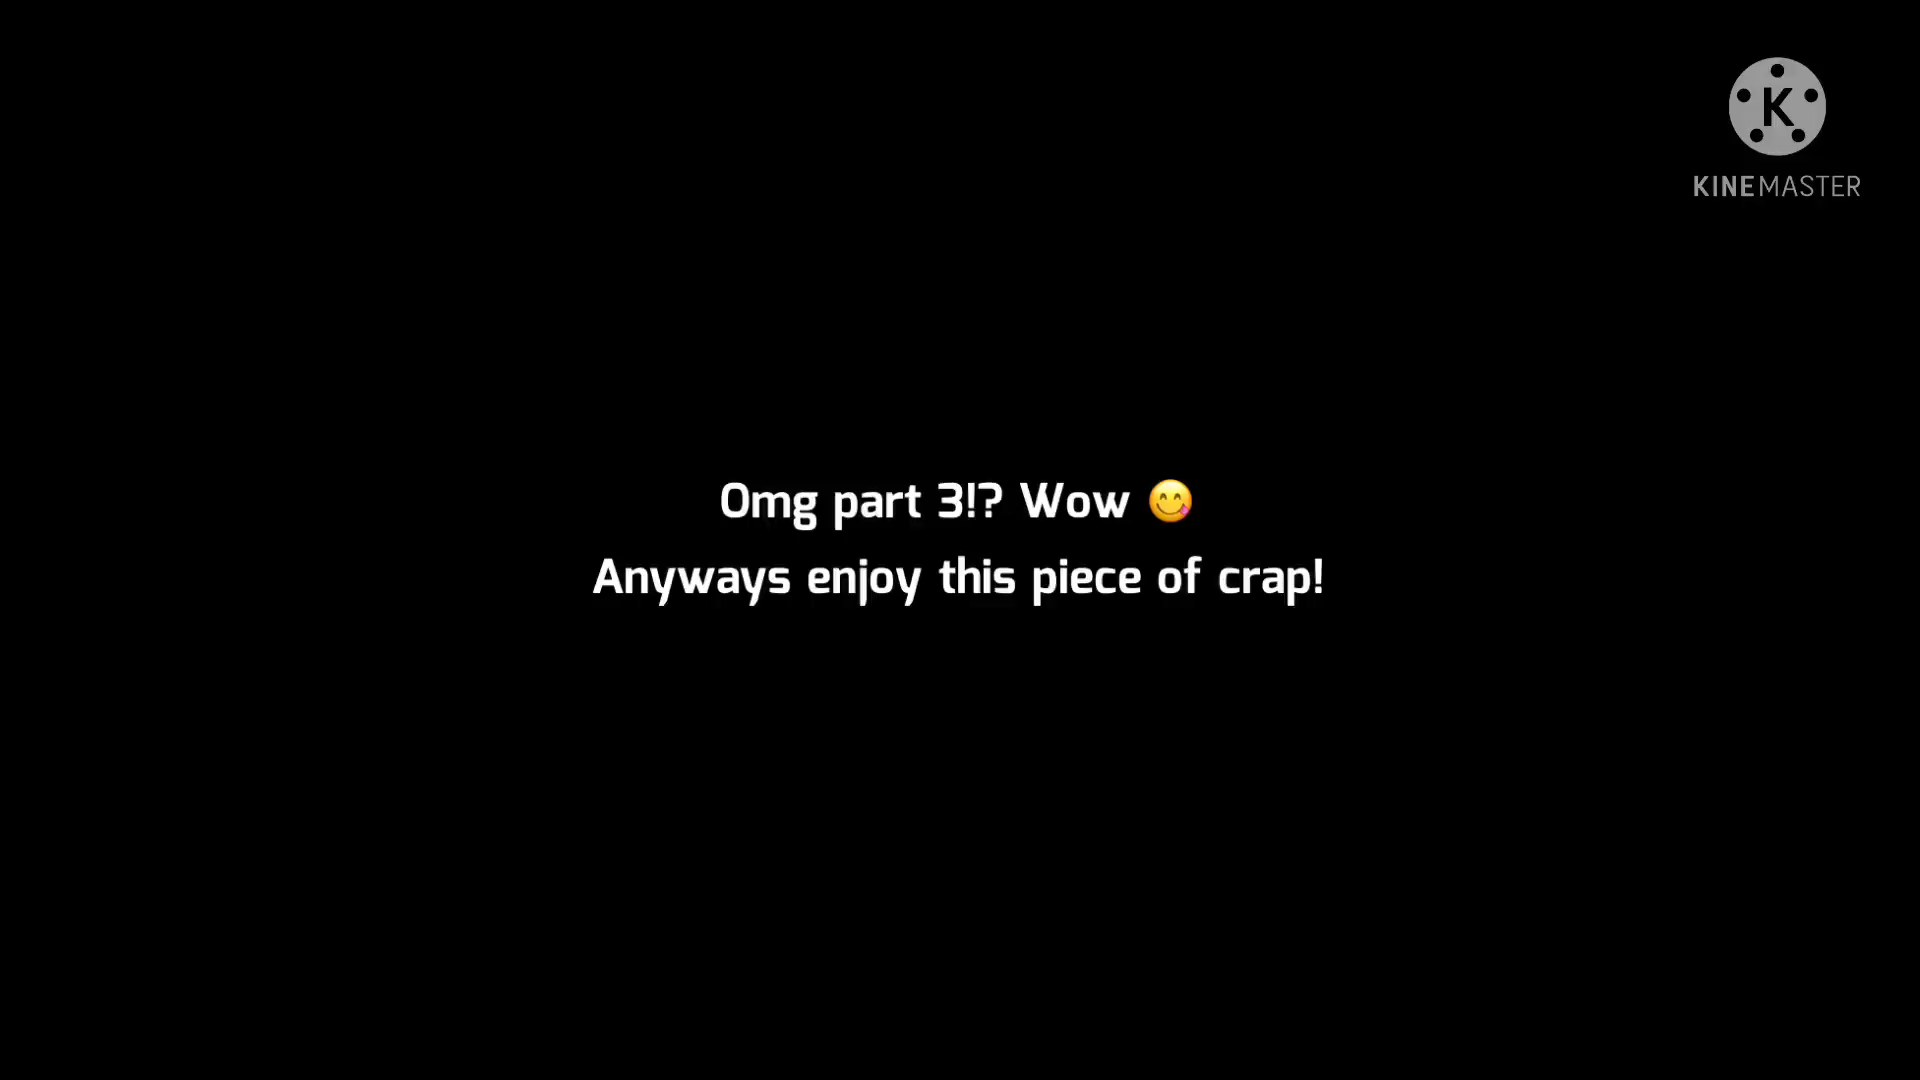 K
KINEMASTER
Omg part 3!? Wow 😋
Anyways enjoy this piece of crap!